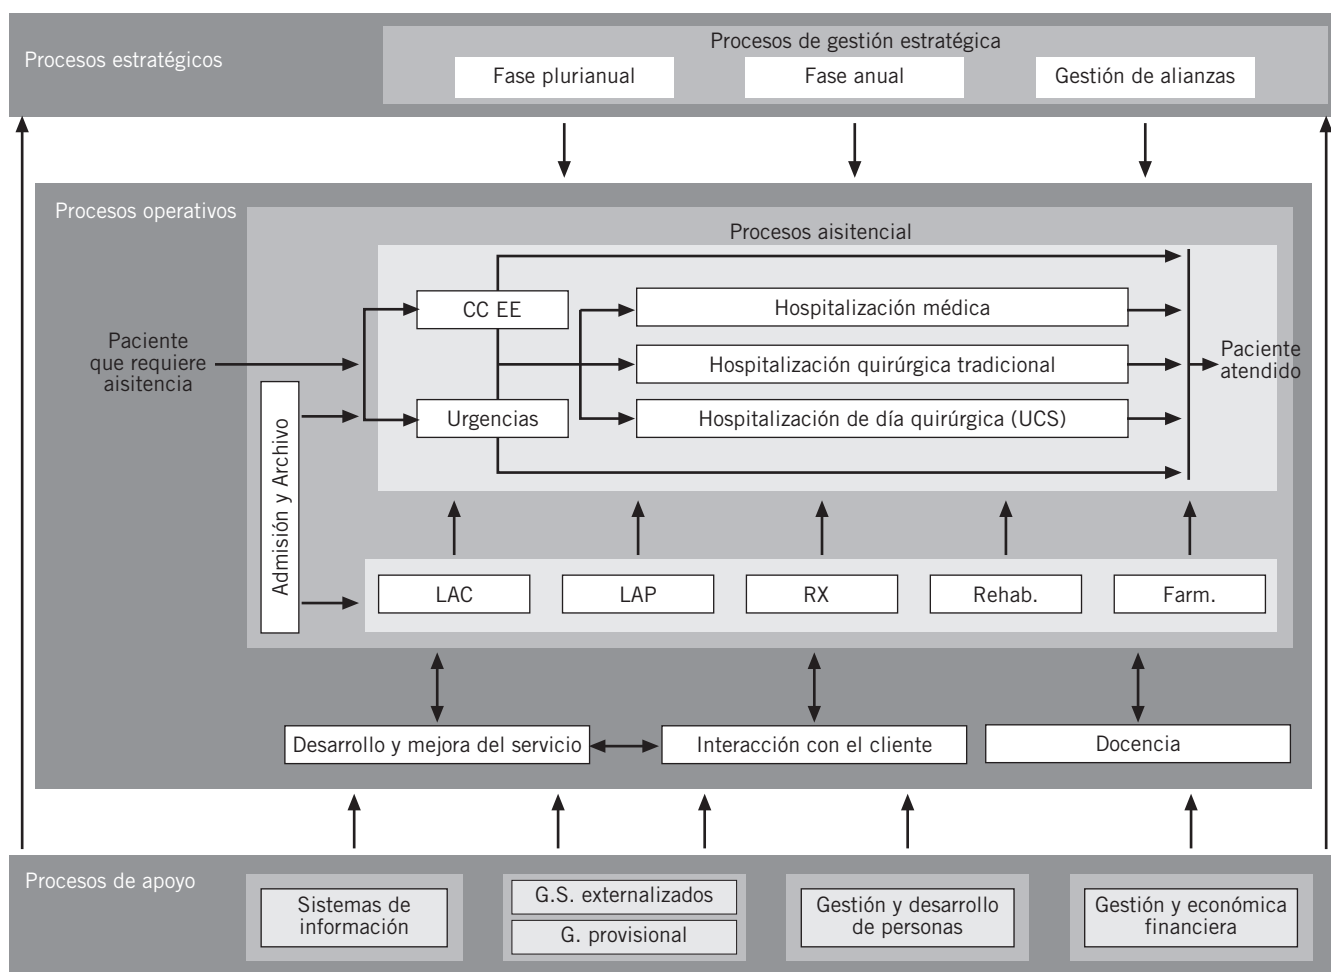 Procesos estratégicos
Procesos de gestión estratégica
Fase plurianual
Fase anual
Gestión de alianzas
Procesos operativos
Procesos aisitencial
CC EE
Hospitalización médica
Paciente
que requiere
aisitencia
Hospitalización quirúrgica tradicional
Paciente
atendido
Urgencias
Hospitalización de día quirúrgica (UCS)
Admisión y Archivo
LAC
LAP
RX
Rehab.
Farm.
Desarrollo y mejora del servicio
Interacción con el cliente
Docencia
Procesos de apoyo
Sistemas de
información
G.S. externalizados
G. provisional
Gestión y desarrollo
de personas
Gestión y económica
financiera